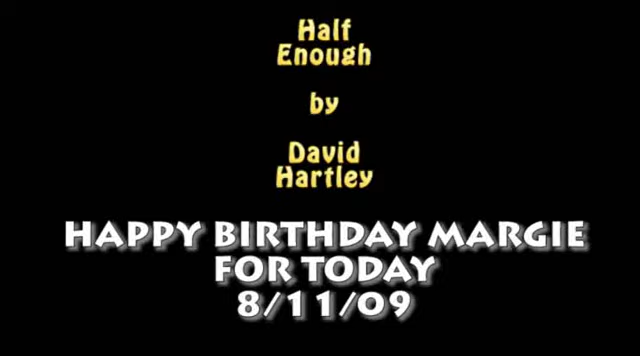 Half
Enough
by
David
Hartley
HAPPY BIRTHDAY MARGIE
FOR TODAY
8/11/09